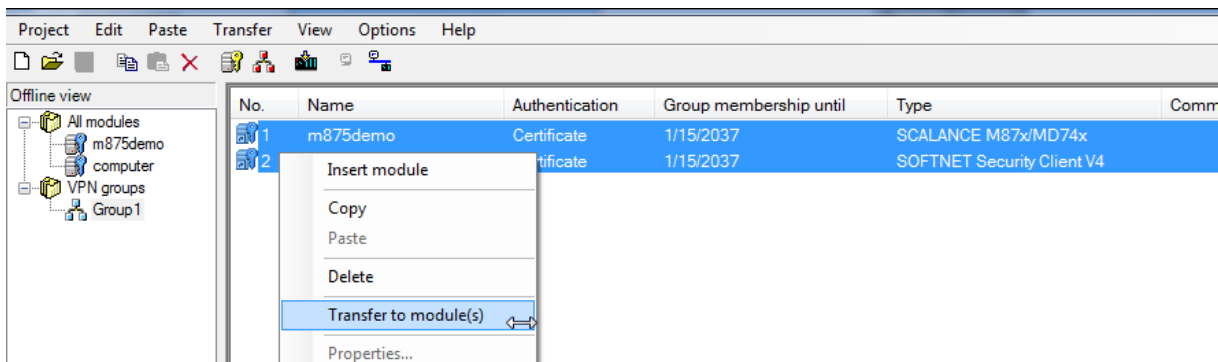 Project Edit Paste Transfer View Options Help
Offline view
All modules
m875demo
computer
VPN groups
Group1
No. Name Authentication Group membership until Type Comm
1 m875demo Certificate 1/15/2037 SCALANCE M87x/MD74x
2 tificate 1/15/2037 SOFTNET Security Client V4
Insert module
Copy
Paste
Delete
Transfer to module(s)
Properties...